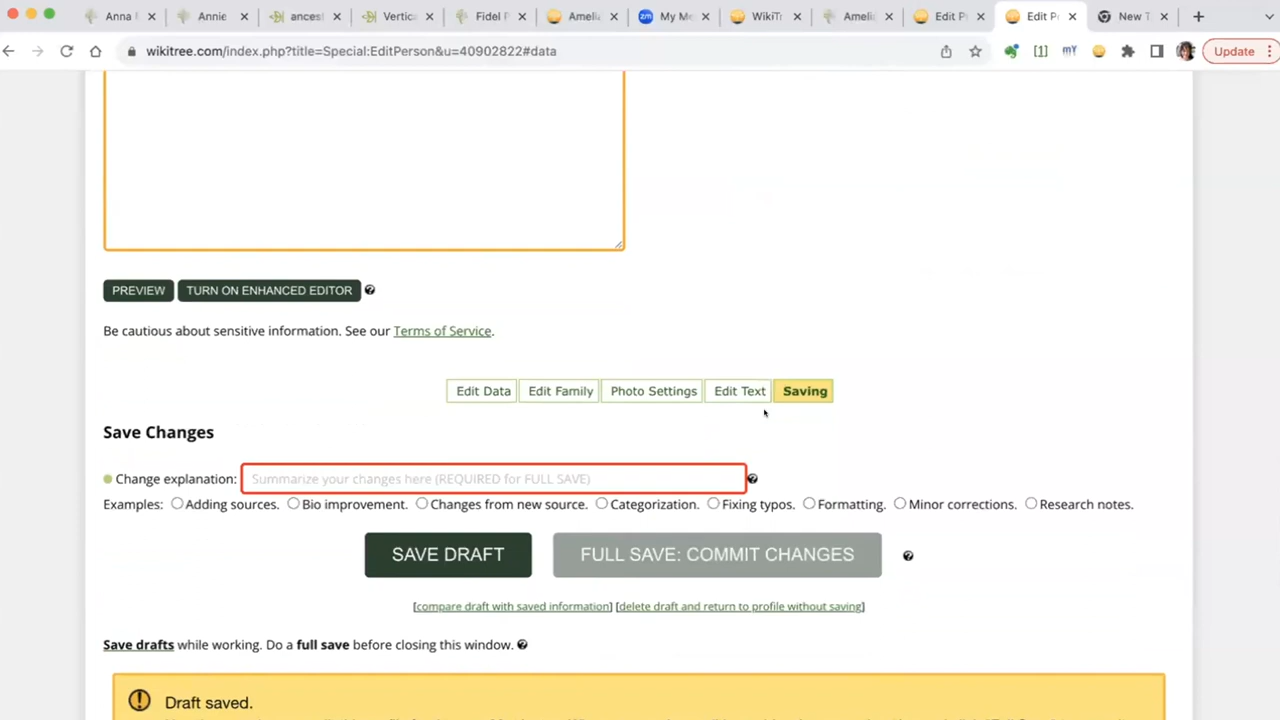 Anna Annie ances Vertic Fidel P Ameli My Me WikiTr Amelia Edit P Edit Pr New T
Update
wikitree.com/index.php?title=Special:EditPerson&u=40902822#data
PREVIEW TURN ON ENHANCED EDITOR
Be cautious about sensitive information. See our Terms of Service.
Edit Data Edit Family Photo Settings Edit Text Saving
Save Changes
Change explanation: Summarize your changes here (REQUIRED for FULL SAVE)
Examples: Adding sources. Bio improvement. Changes from new source. Categorization. Fixing typos. Formatting. Minor corrections. Research notes.
SAVE DRAFT FULL SAVE: COMMIT CHANGES
[compare draft with saved information] [delete draft and return to profile without saving]
Save drafts while working. Do a full save before closing this window.
Draft saved.